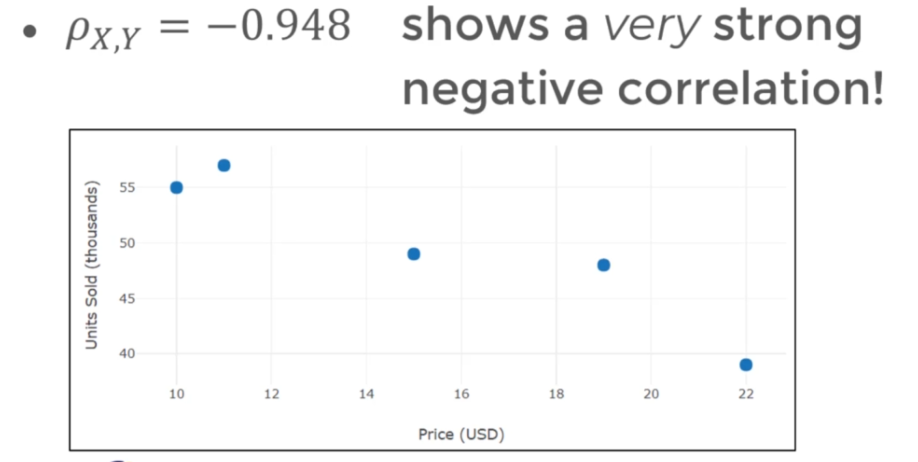 • ρX,Y = −0.948 shows a very strong
negative correlation!
Units Sold (thousands)
55
50
45
40
10 12 14 16 18 20 22
Price (USD)